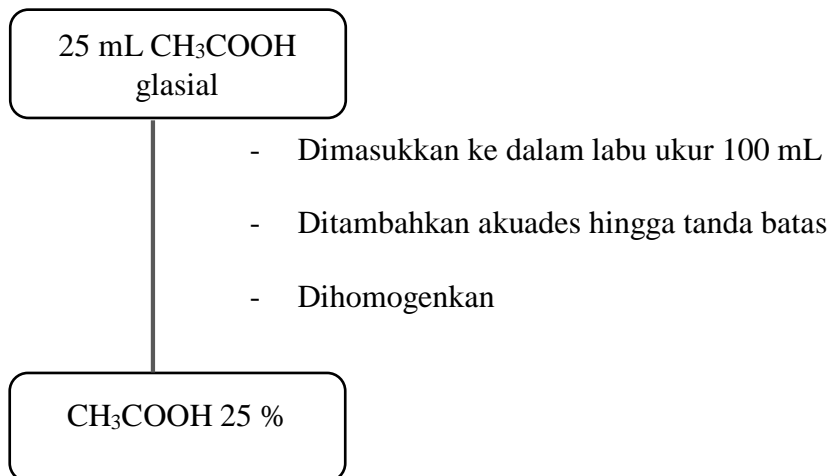 25 mL CH₃COOH
glasial
- Dimasukkan ke dalam labu ukur 100 mL
- Ditambahkan akuades hingga tanda batas
- Dihomogenkan
CH₃COOH 25 %